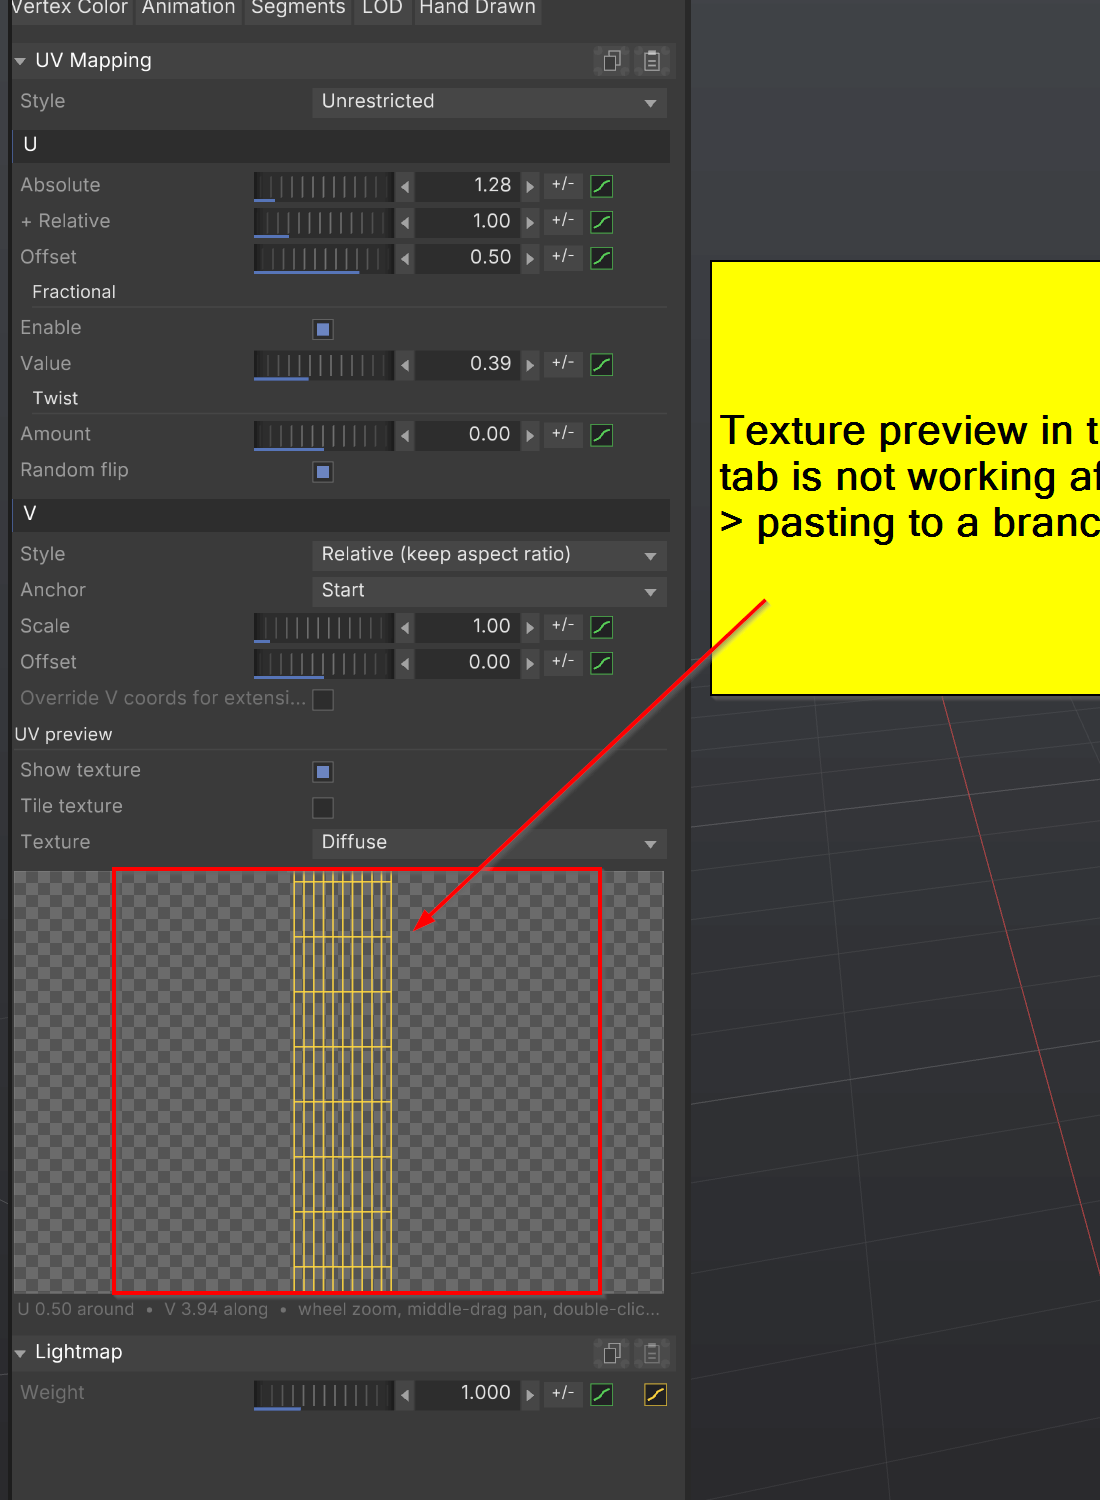 Vertex Color Animation Segments LOD Hand Drawn
UV Mapping
Style Unrestricted
U
Absolute 1.28 +/-
+ Relative 1.00 +/-
Offset 0.50 +/-
Fractional
Enable
Value 0.39 +/-
Twist
Amount 0.00 +/-
Random flip
V
Style Relative (keep aspect ratio)
Anchor Start
Scale 1.00 +/-
Offset 0.00 +/-
Override V coords for extensi...
UV preview
Show texture
Tile texture
Texture Diffuse
U 0.50 around • V 3.94 along • wheel zoom, middle-drag pan, double-clic...
Lightmap
Weight 1.000 +/-
Texture preview in
tab is not working
> pasting to a branc